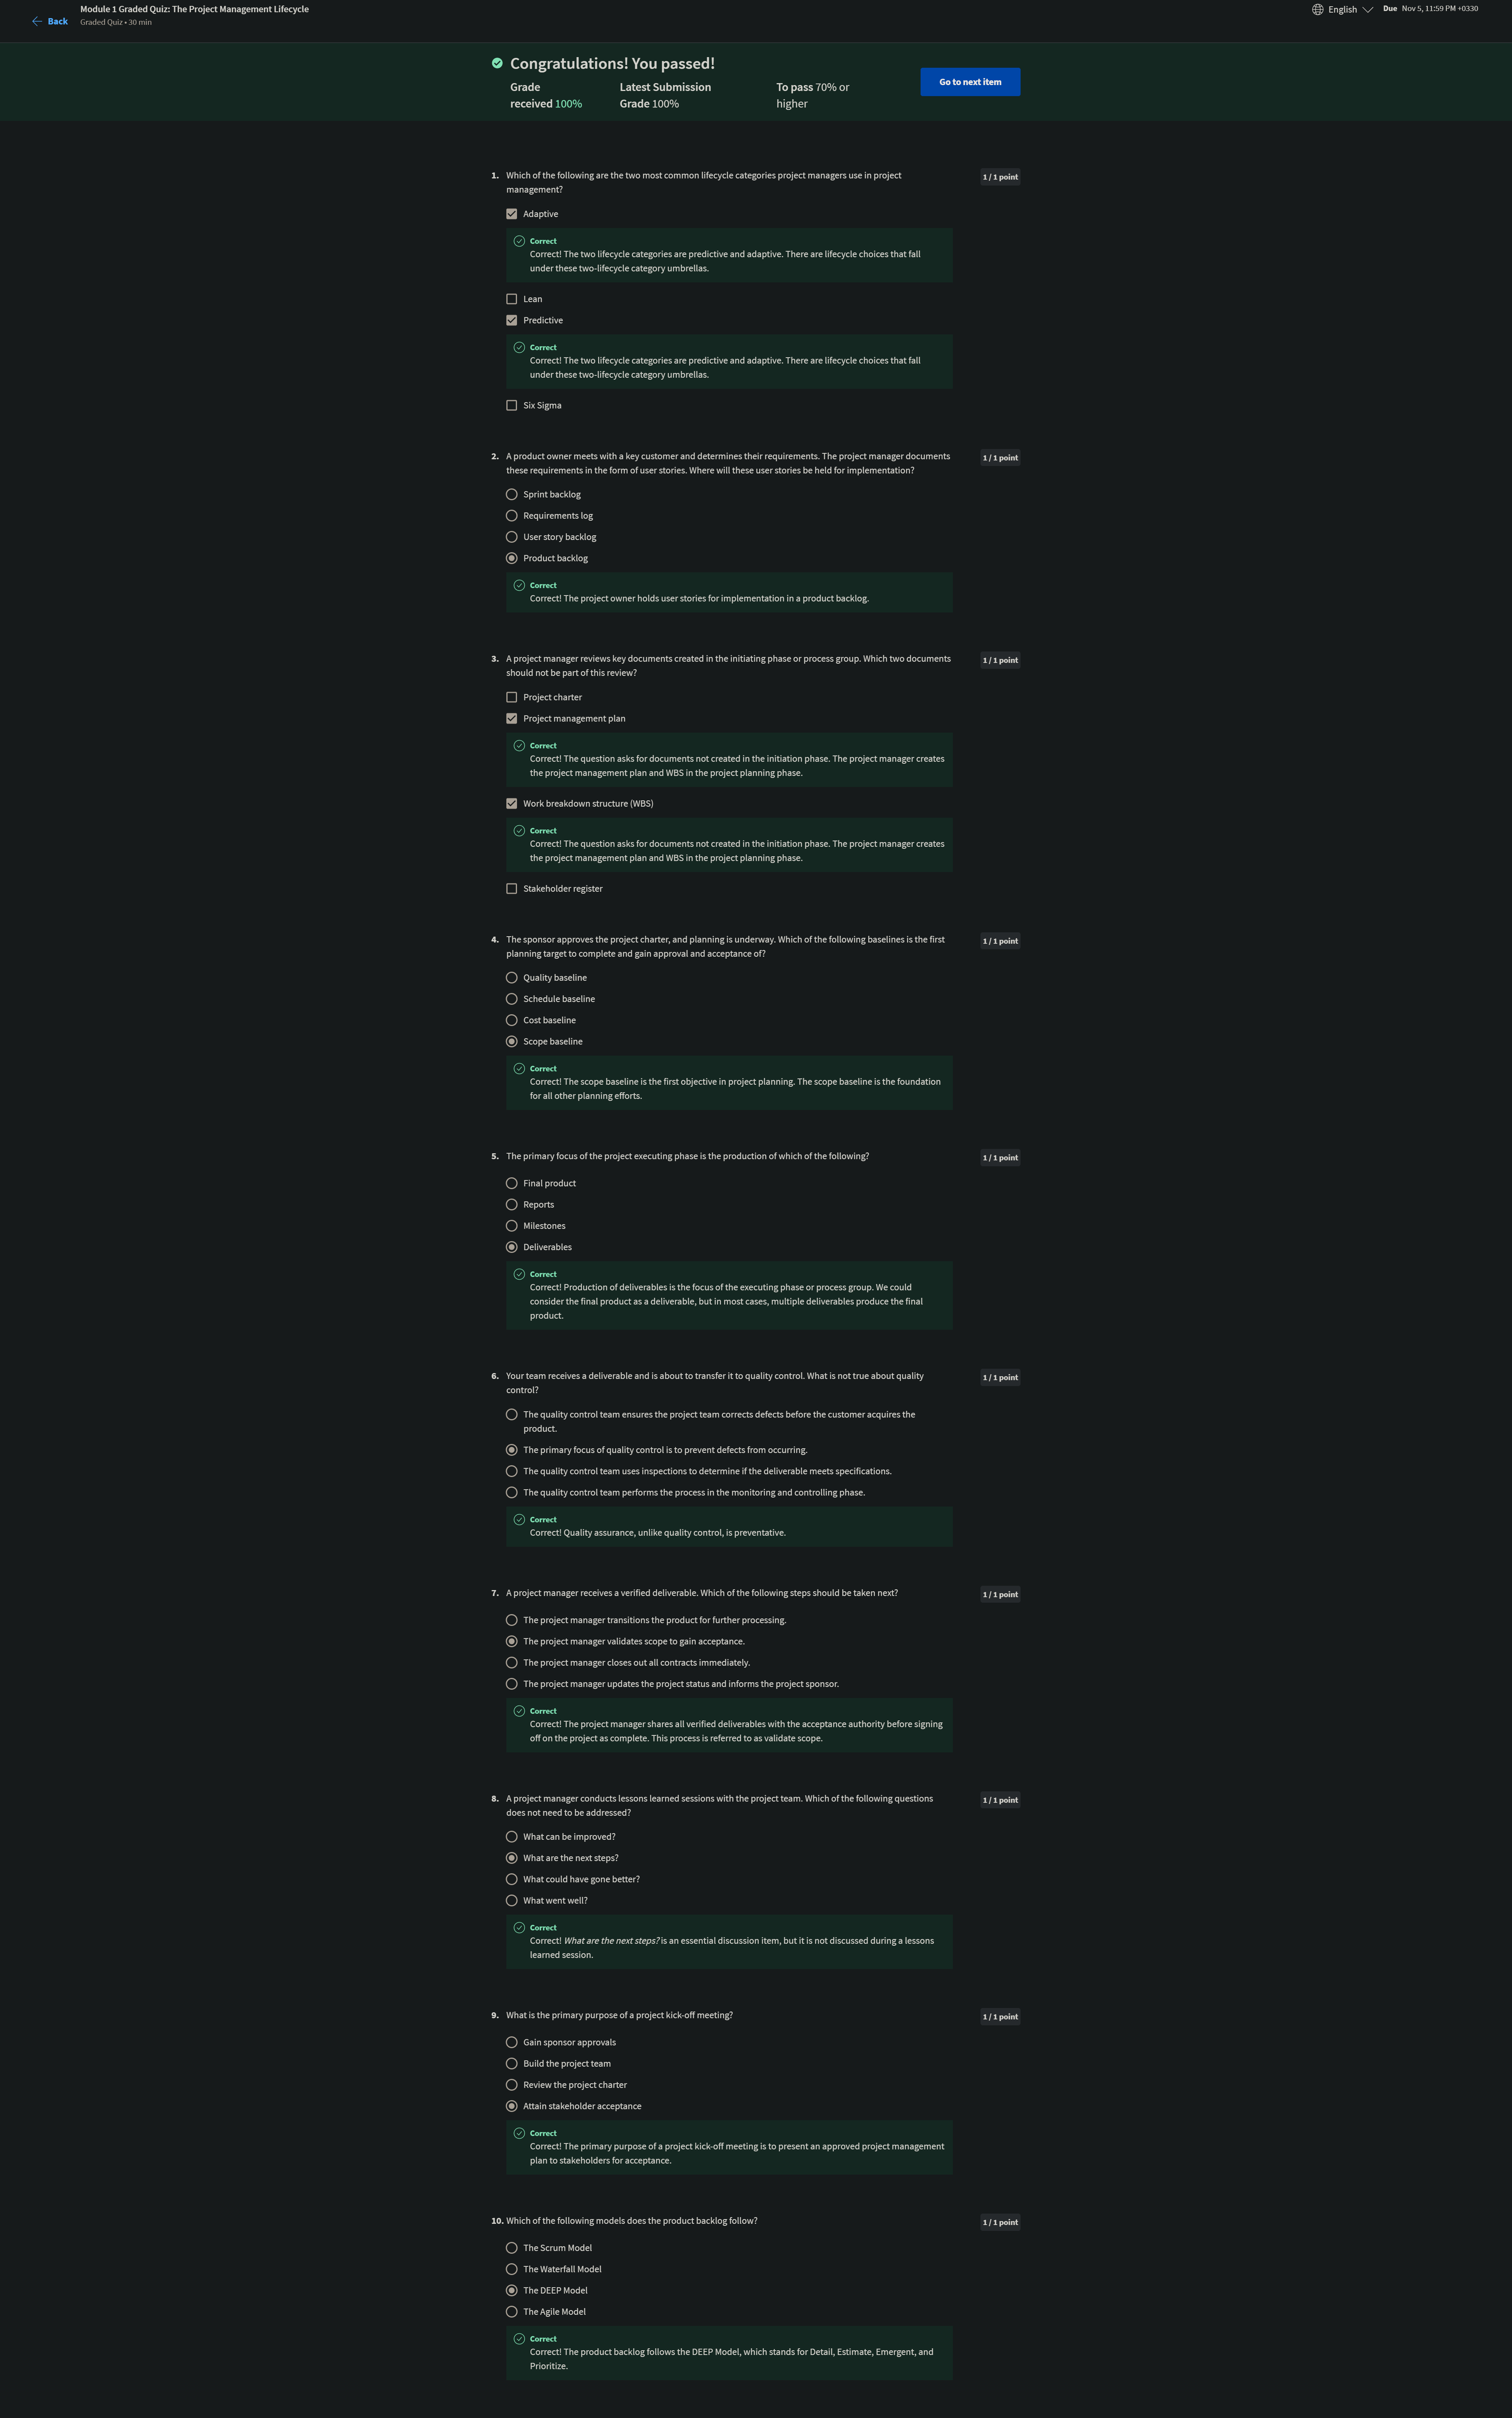 Back
Module 1 Graded Quiz: The Project Management Lifecycle
Graded Quiz • 30 min
English
Due Nov 5, 11:59 PM +0330
Congratulations! You passed!
Grade
received 100%
Latest Submission
Grade 100%
To pass 70% or
higher
Go to next item
1. Which of the following are the two most common lifecycle categories project managers use in project
management?
1 / 1 point
Adaptive
Correct
Correct! The two lifecycle categories are predictive and adaptive. There are lifecycle choices that fall
under these two-lifecycle category umbrellas.
Lean
Predictive
Correct
Correct! The two lifecycle categories are predictive and adaptive. There are lifecycle choices that fall
under these two-lifecycle category umbrellas.
Six Sigma
2. A product owner meets with a key customer and determines their requirements. The project manager documents
these requirements in the form of user stories. Where will these user stories be held for implementation?
1 / 1 point
Sprint backlog
Requirements log
User story backlog
Product backlog
Correct
Correct! The project owner holds user stories for implementation in a product backlog.
3. A project manager reviews key documents created in the initiating phase or process group. Which two documents
should not be part of this review?
1 / 1 point
Project charter
Project management plan
Correct
Correct! The question asks for documents not created in the initiation phase. The project manager creates
the project management plan and WBS in the project planning phase.
Work breakdown structure (WBS)
Correct
Correct! The question asks for documents not created in the initiation phase. The project manager creates
the project management plan and WBS in the project planning phase.
Stakeholder register
4. The sponsor approves the project charter, and planning is underway. Which of the following baselines is the first
planning target to complete and gain approval and acceptance of?
1 / 1 point
Quality baseline
Schedule baseline
Cost baseline
Scope baseline
Correct
Correct! The scope baseline is the first objective in project planning. The scope baseline is the foundation
for all other planning efforts.
5. The primary focus of the project executing phase is the production of which of the following?
1 / 1 point
Final product
Reports
Milestones
Deliverables
Correct
Correct! Production of deliverables is the focus of the executing phase or process group. We could
consider the final product as a deliverable, but in most cases, multiple deliverables produce the final
product.
6. Your team receives a deliverable and is about to transfer it to quality control. What is not true about quality
control?
1 / 1 point
The quality control team ensures the project team corrects defects before the customer acquires the
product.
The primary focus of quality control is to prevent defects from occurring.
The quality control team uses inspections to determine if the deliverable meets specifications.
The quality control team performs the process in the monitoring and controlling phase.
Correct
Correct! Quality assurance, unlike quality control, is preventative.
7. A project manager receives a verified deliverable. Which of the following steps should be taken next?
1 / 1 point
The project manager transitions the product for further processing.
The project manager validates scope to gain acceptance.
The project manager closes out all contracts immediately.
The project manager updates the project status and informs the project sponsor.
Correct
Correct! The project manager shares all verified deliverables with the acceptance authority before signing
off on the project as complete. This process is referred to as validate scope.
8. A project manager conducts lessons learned sessions with the project team. Which of the following questions
does not need to be addressed?
1 / 1 point
What can be improved?
What are the next steps?
What could have gone better?
What went well?
Correct
Correct! What are the next steps? is an essential discussion item, but it is not discussed during a lessons
learned session.
9. What is the primary purpose of a project kick-off meeting?
1 / 1 point
Gain sponsor approvals
Build the project team
Review the project charter
Attain stakeholder acceptance
Correct
Correct! The primary purpose of a project kick-off meeting is to present an approved project management
plan to stakeholders for acceptance.
10. Which of the following models does the product backlog follow?
1 / 1 point
The Scrum Model
The Waterfall Model
The DEEP Model
The Agile Model
Correct
Correct! The product backlog follows the DEEP Model, which stands for Detail, Estimate, Emergent, and
Prioritize.